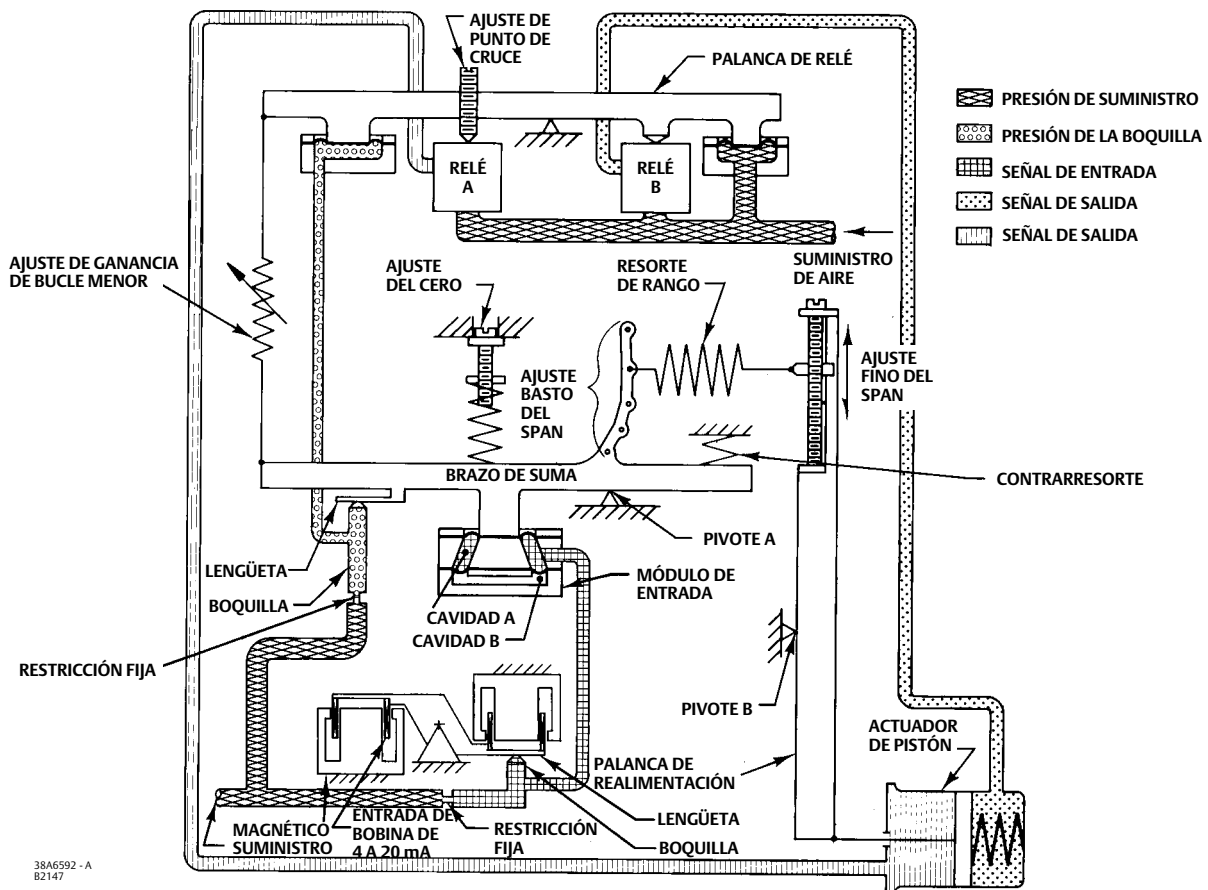 AJUSTE DE
PUNTO DE
CRUCE
PALANCA DE RELÉ
PRESIÓN DE SUMINISTRO
PRESIÓN DE LA BOQUILLA
SEÑAL DE ENTRADA
SEÑAL DE SALIDA
SEÑAL DE SALIDA
RELÉ
A
RELÉ
B
SUMINISTRO
DE AIRE
AJUSTE DE GANANCIA
DE BUCLE MENOR
AJUSTE
DEL CERO
RESORTE
DE RANGO
AJUSTE
BASTO
DEL
SPAN
AJUSTE
FINO DEL
SPAN
BRAZO DE SUMA
CONTRARRESORTE
PIVOTE A
LENGÜETA
BOQUILLA
MÓDULO DE
ENTRADA
CAVIDAD A
CAVIDAD B
RESTRICCIÓN FIJA
PIVOTE B
ACTUADOR
DE PISTÓN
PALANCA DE
REALIMENTACIÓN
LENGÜETA
BOQUILLA
MAGNÉTICO
SUMINISTRO
ENTRADA DE
BOBINA DE
4 A 20 mA
RESTRICCIÓN
FIJA
38A6592 - A
B2147